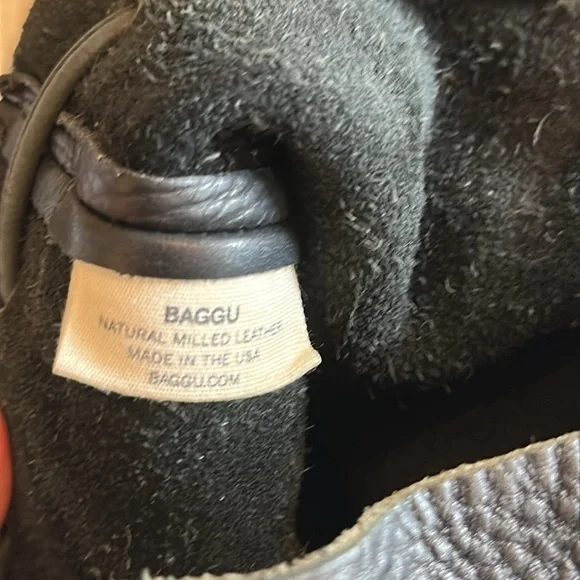 BAGGU
NATURAL MILLED LEATHER
MADE IN THE USA
BAGGU.COM